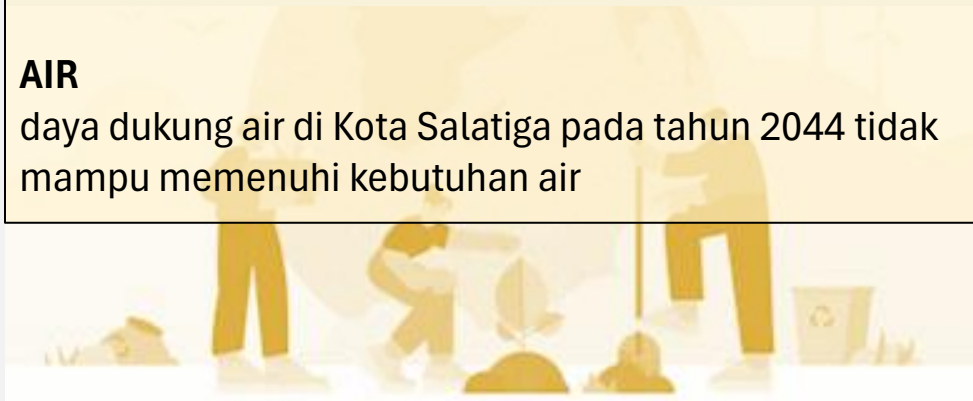 AIR
daya dukung air di Kota Salatiga pada tahun 2044 tidak
mampu memenuhi kebutuhan air